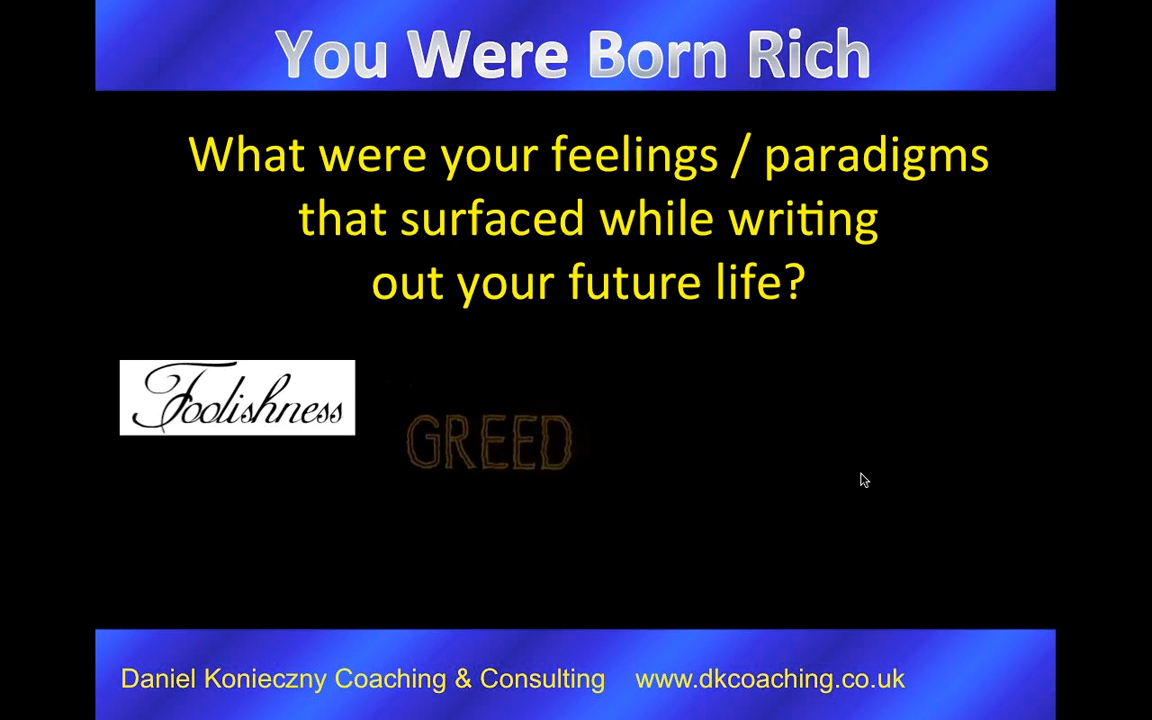 You Were Born Rich
What were your feelings / paradigms
that surfaced while writing
out your future life?
Foolishness
GREED
Daniel Konieczny Coaching & Consulting www.dkcoaching.co.uk